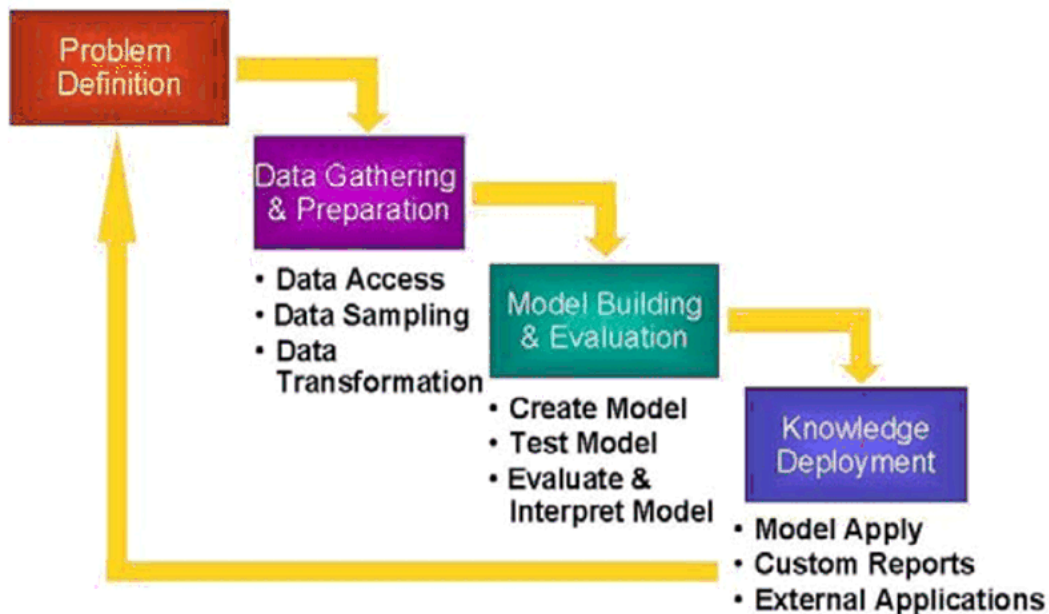 Problem
Definition
Data Gathering
& Preparation
• Data Access
• Data Sampling
• Data
Transformation
Model Building
& Evaluation
• Create Model
• Test Model
• Evaluate &
Interpret Model
Knowledge
Deployment
• Model Apply
• Custom Reports
• External Applications